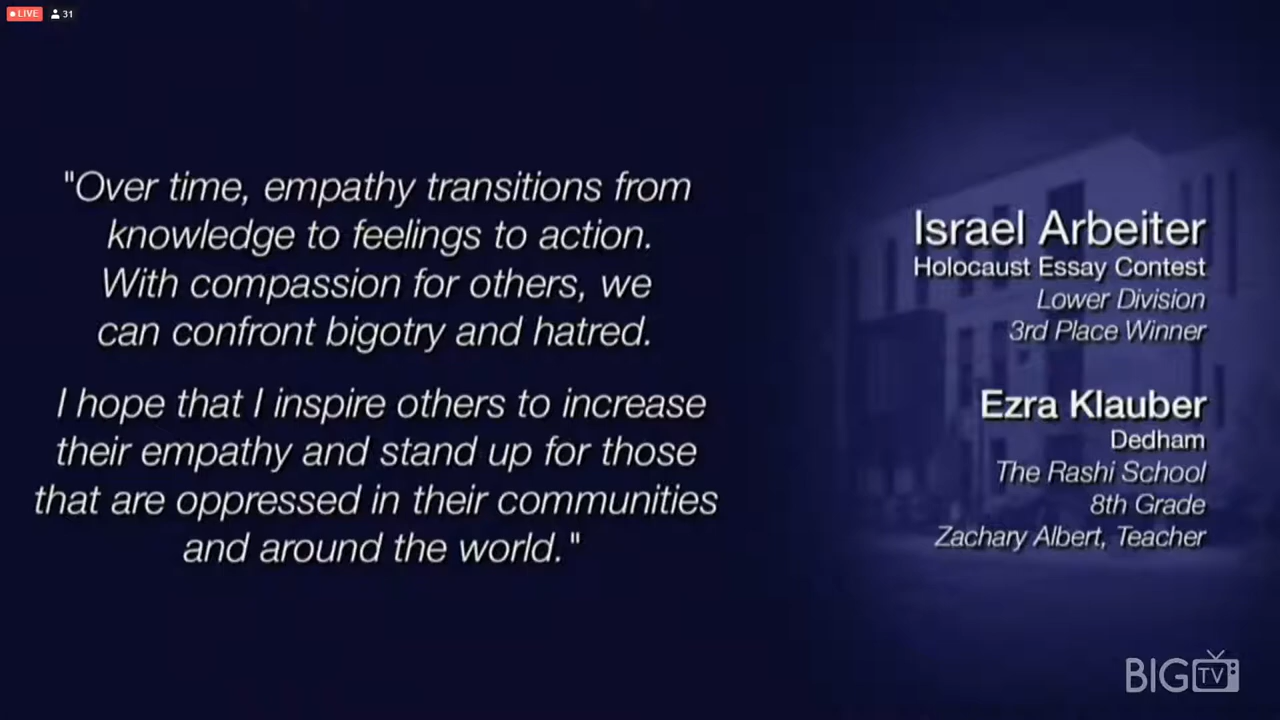 LIVE 31
"Over time, empathy transitions from
knowledge to feelings to action.
With compassion for others, we
can confront bigotry and hatred.
I hope that I inspire others to increase
their empathy and stand up for those
that are oppressed in their communities
and around the world."
Israel Arbeiter
Holocaust Essay Contest
Lower Division
3rd Place Winner
Ezra Klauber
Dedham
The Rashi School
8th Grade
Zachary Albert, Teacher
BIG TV